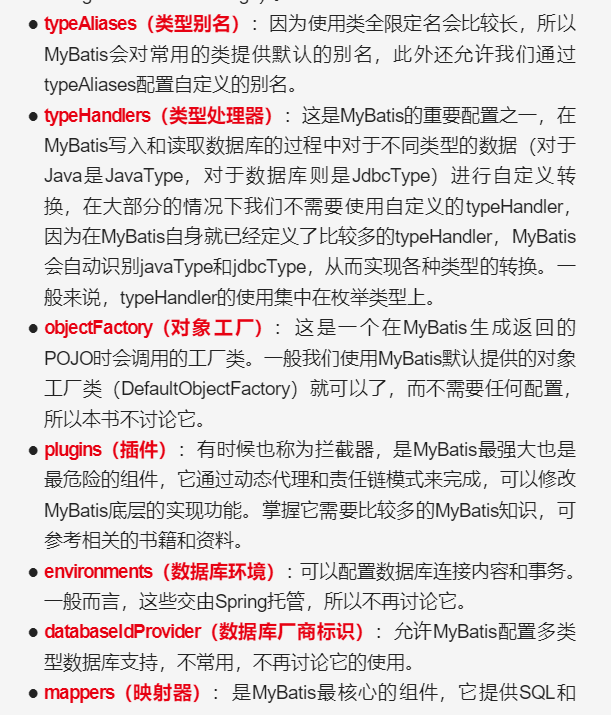 ● typeAliases（类型别名）：因为使用类全限定名会比较长，所以
MyBatis会对常用的类提供默认的别名，此外还允许我们通过
typeAliases配置自定义的别名。
● typeHandlers（类型处理器）：这是MyBatis的重要配置之一，在
MyBatis写入和读取数据库的过程中对于不同类型的数据（对于
Java是JavaType，对于数据库则是JdbcType）进行自定义转
换，在大部分的情况下我们不需要使用自定义的typeHandler，
因为在MyBatis自身就已经定义了比较多的typeHandler，MyBatis
会自动识别javaType和jdbcType，从而实现各种类型的转换。一
般来说，typeHandler的使用集中在枚举类型上。
● objectFactory（对象工厂）：这是一个在MyBatis生成返回的
POJO时会调用的工厂类。一般我们使用MyBatis默认提供的对象
工厂类（DefaultObjectFactory）就可以了，而不需要任何配置，
所以本书不讨论它。
● plugins（插件）：有时候也称为拦截器，是MyBatis最强大也是
最危险的组件，它通过动态代理和责任链模式来完成，可以修改
MyBatis底层的实现功能。掌握它需要比较多的MyBatis知识，可
参考相关的书籍和资料。
● environments（数据库环境）：可以配置数据库连接内容和事务。
一般而言，这些交由Spring托管，所以不再讨论它。
● databaseIdProvider（数据库厂商标识）：允许MyBatis配置多类
型数据库支持，不常用，不再讨论它的使用。
● mappers（映射器）：是MyBatis最核心的组件，它提供SQL和